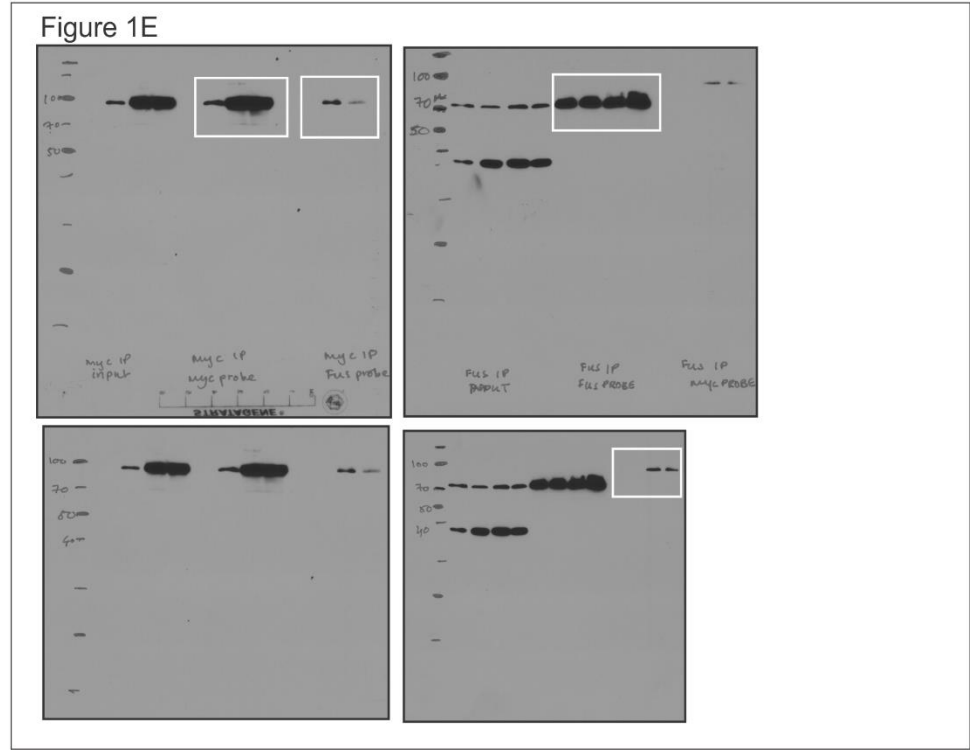 Figure 1E
100
70
50
myc IP
input
myc IP
myc probe
myc IP
Fus probe
STRATAGENE
100
70
50
FUS IP
INPUT
FUS IP
FUS PROBE
FUS IP
MYC PROBE
100
70
50
40
100
70
50
40